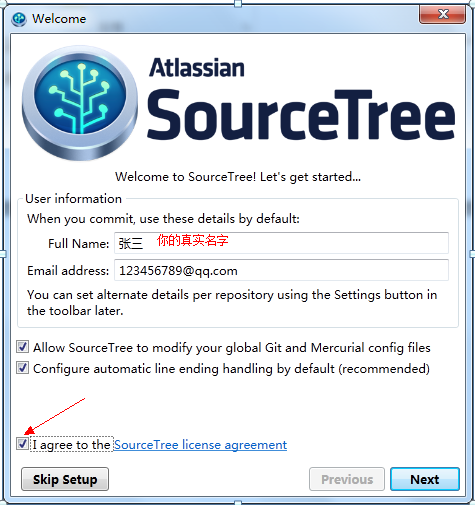 Welcome
Atlassian
SourceTree
Welcome to SourceTree! Let's get started...
User information
When you commit, use these details by default:
Full Name: 张三 你的真实名字
Email address: 123456789@qq.com
You can set alternate details per repository using the Settings button in
the toolbar later.
Allow SourceTree to modify your global Git and Mercurial config files
Configure automatic line ending handling by default (recommended)
I agree to the SourceTree license agreement
Skip Setup Previous Next